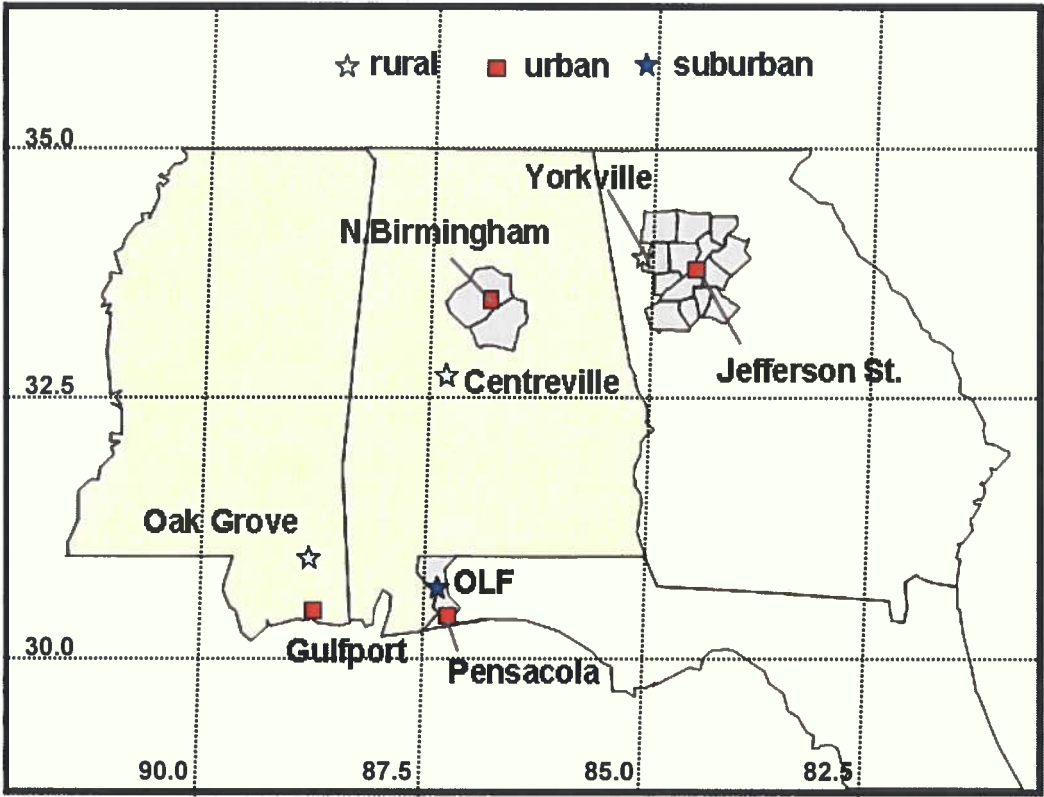 rural urban suburban
35.0
Yorkville
N.Birmingham
Jefferson St.
Centreville
32.5
Oak Grove
OLF
30.0
Gulfport
Pensacola
90.0 87.5 85.0 82.5